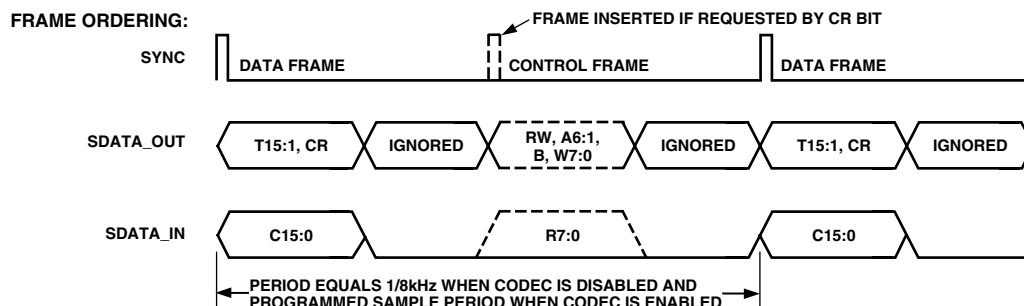 FRAME ORDERING:
FRAME INSERTED IF REQUESTED BY CR BIT
SYNC
DATA FRAME
CONTROL FRAME
DATA FRAME
SDATA_OUT
T15:1, CR
IGNORED
RW, A6:1,
B, W7:0
IGNORED
T15:1, CR
IGNORED
SDATA_IN
C15:0
R7:0
C15:0
PERIOD EQUALS 1/8kHz WHEN CODEC IS DISABLED AND
PROGRAMMED SAMPLE PERIOD WHEN CODEC IS ENABLED